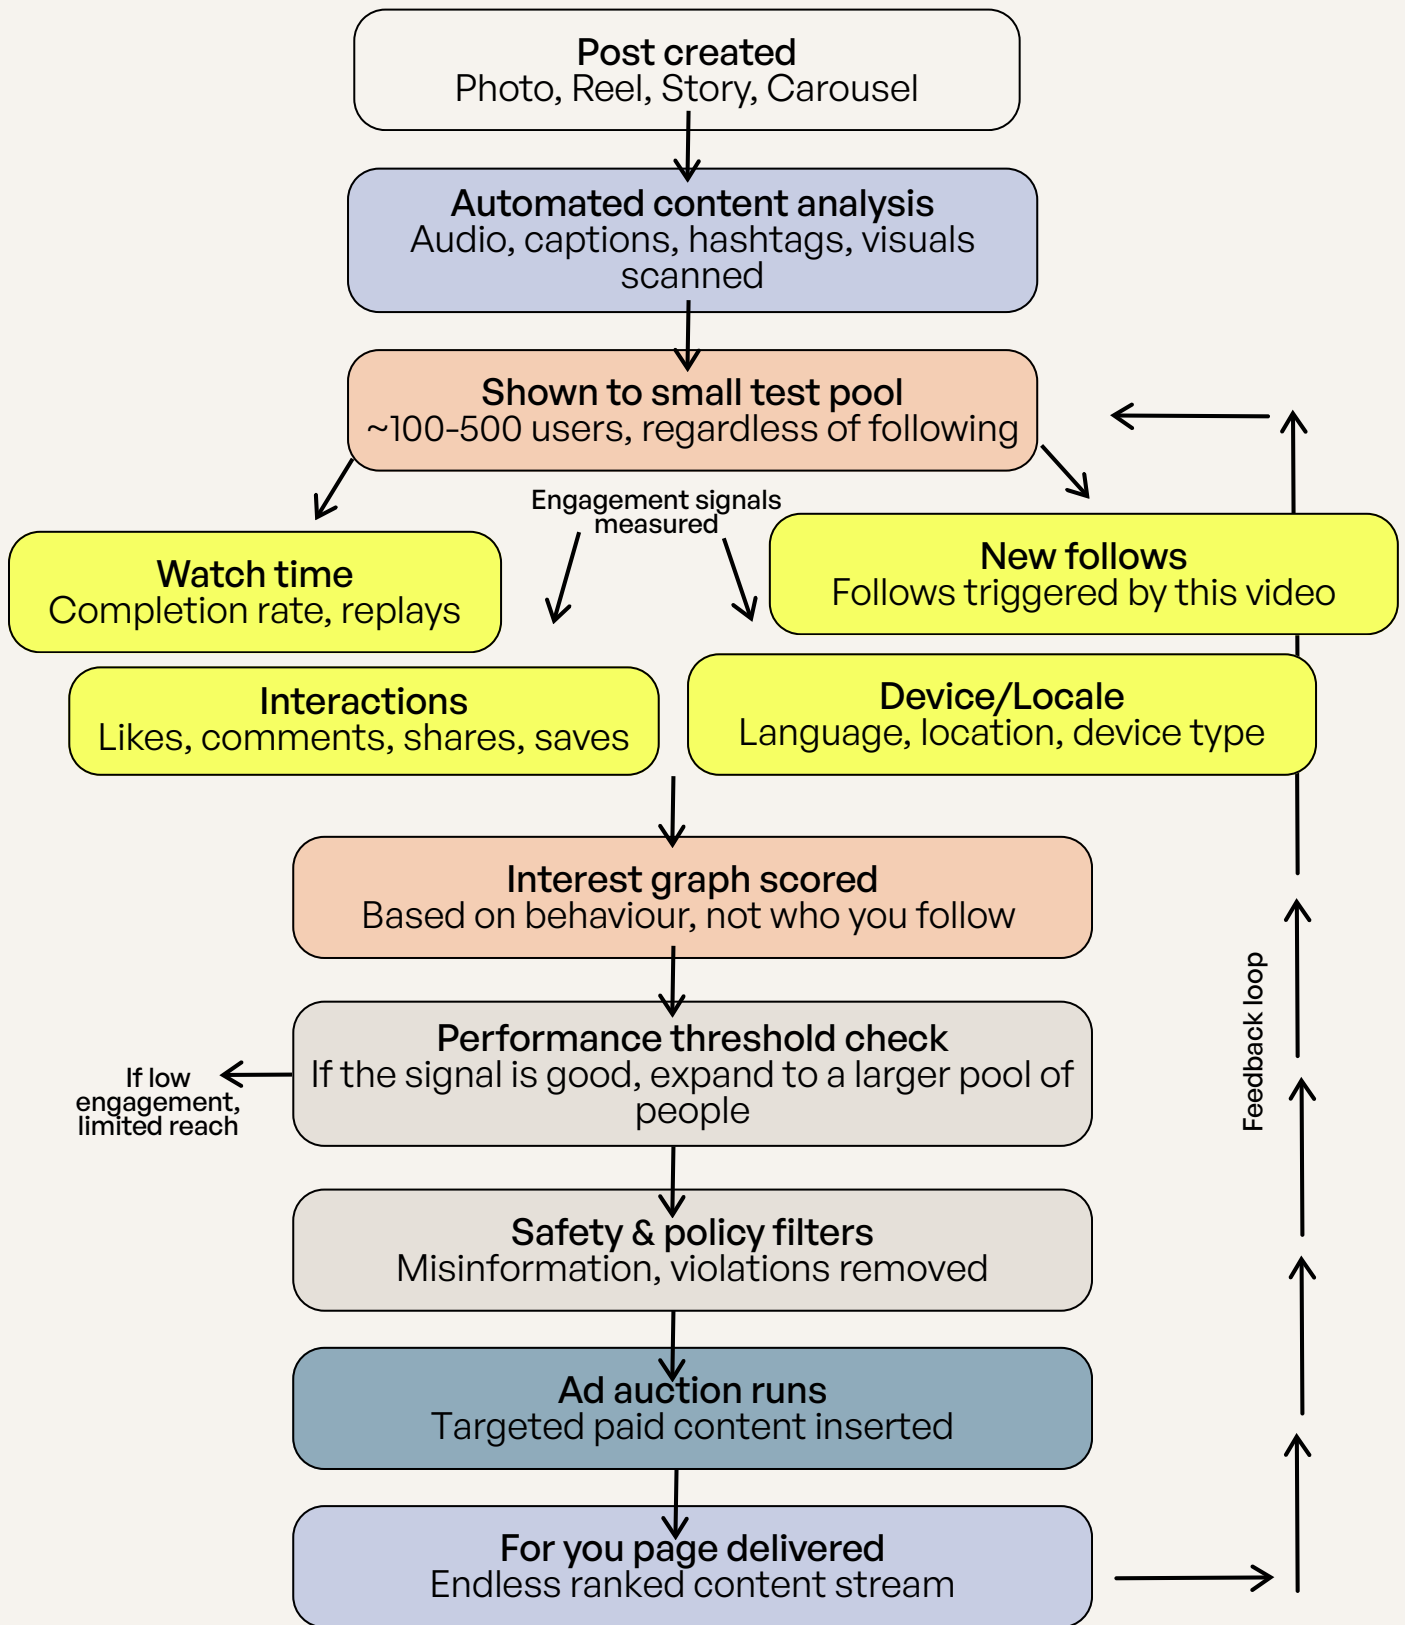 Post created
Photo, Reel, Story, Carousel
Automated content analysis
Audio, captions, hashtags, visuals
scanned
Shown to small test pool
~100-500 users, regardless of following
Engagement signals
measured
Watch time
Completion rate, replays
New follows
Follows triggered by this video
Interactions
Likes, comments, shares, saves
Device/Locale
Language, location, device type
Interest graph scored
Based on behaviour, not who you follow
Performance threshold check
If the signal is good, expand to a larger pool of
people
If low
engagement,
limited reach
Feedback loop
Safety & policy filters
Misinformation, violations removed
Ad auction runs
Targeted paid content inserted
For you page delivered
Endless ranked content stream